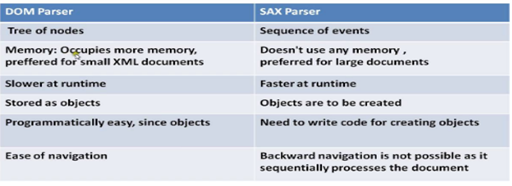 DOM Parser SAX Parser
Tree of nodes Sequence of events
Memory: Occupies more memory, Doesn't use any memory ,
preffered for small XML documents preferred for large documents
Slower at runtime Faster at runtime
Stored as objects Objects are to be created
Programmatically easy, since objects Need to write code for creating objects
Ease of navigation Backward navigation is not possible as it
sequentially processes the document